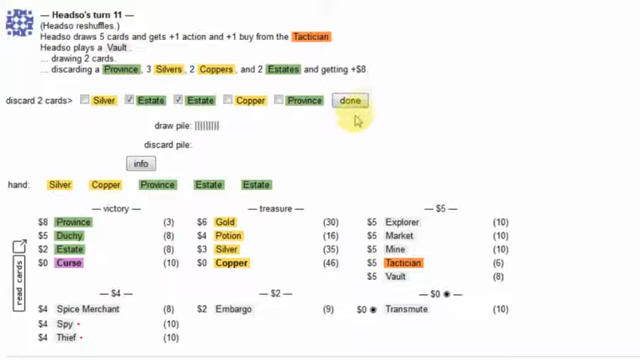 — Headso's turn 11 —
(Headso reshuffles.)
Headso draws 5 cards and gets +1 action and +1 buy from the Tactician
Headso plays a Vault.
... drawing 2 cards.
... discarding a Province, 3 Silvers, 2 Coppers, and 2 Estates and getting +$8.
discard 2 cards> Silver Estate Estate Copper Province done
draw pile: ||||||||||
discard pile:
info
hand: Silver Copper Province Estate Estate
— victory — — treasure — — $5 —
$8 Province (3) $6 Gold (30) $5 Explorer (10)
$5 Duchy (8) $4 Potion (16) $5 Market (10)
$2 Estate (8) $3 Silver (35) $5 Mine (10)
$0 Curse (10) $0 Copper (46) $5 Tactician (6)
$5 Vault (8)
read cards
— $4 — — $2 — — $0 ◉ —
$4 Spice Merchant (8) $2 Embargo (9) $0 ◉ Transmute (10)
$4 Spy • (10)
$4 Thief • (10)